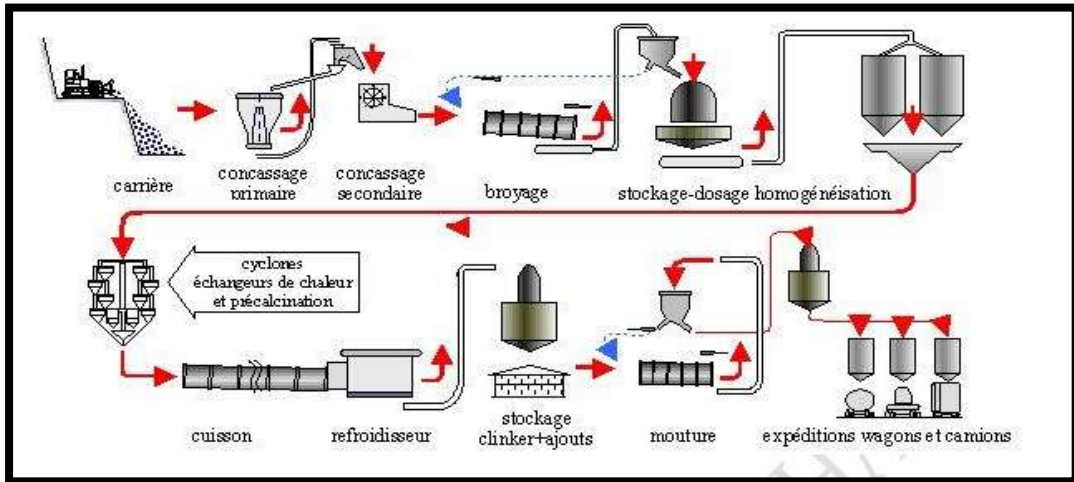 carrière
concassage
primaire
concassage
secondaire
broyage
stockage-dosage homogénéisation
cyclones
échangeurs de chaleur
et précalcination
cuisson
refroidisseur
stockage
clinker+ajouts
mouture
expéditions wagons et camions